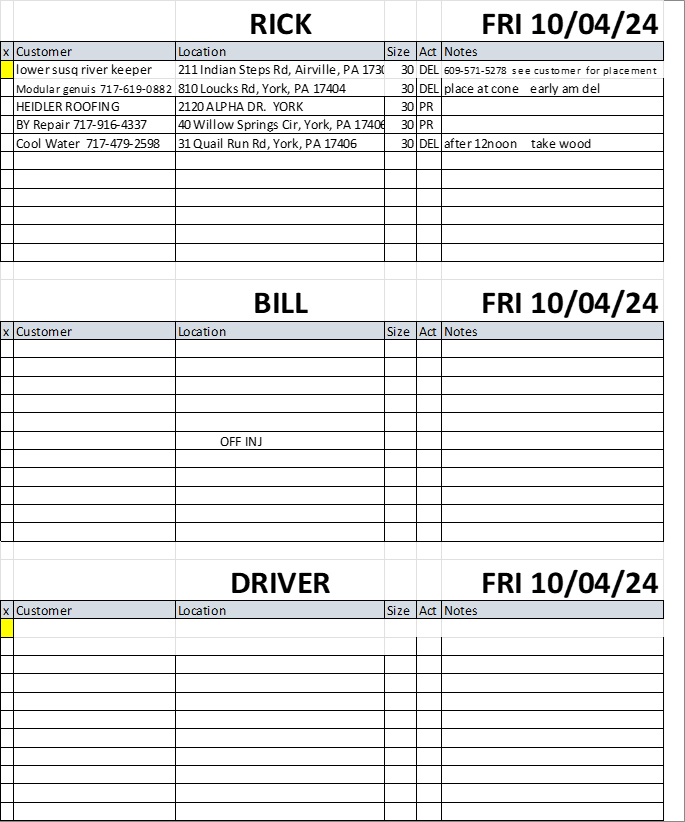 RICK FRI 10/04/24
x Customer Location Size Act Notes
lower susq river keeper 211 Indian Steps Rd, Airville, PA 1730 30 DEL 609-571-5278 see customer for placement
Modular genuis 717-619-0882 810 Loucks Rd, York, PA 17404 30 DEL place at cone early am del
HEIDLER ROOFING 2120 ALPHA DR. YORK 30 PR
BY Repair 717-916-4337 40 Willow Springs Cir, York, PA 17406 30 PR
Cool Water 717-479-2598 31 Quail Run Rd, York, PA 17406 30 DEL after 12noon take wood
BILL FRI 10/04/24
x Customer Location Size Act Notes
OFF INJ
DRIVER FRI 10/04/24
x Customer Location Size Act Notes